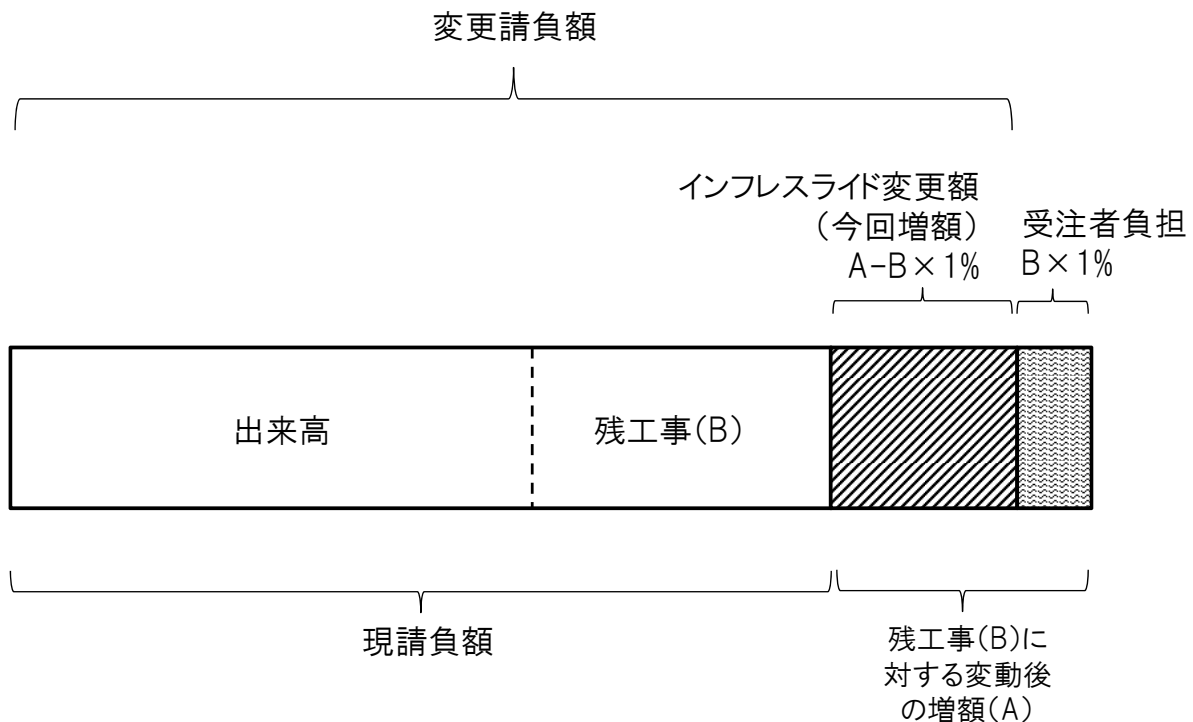 変更請負額
インフレスライド変更額
(今回増額)
A-B×1%
受注者負担
B×1%
出来高
残工事(B)
現請負額
残工事(B)に
対する変動後
の増額(A)